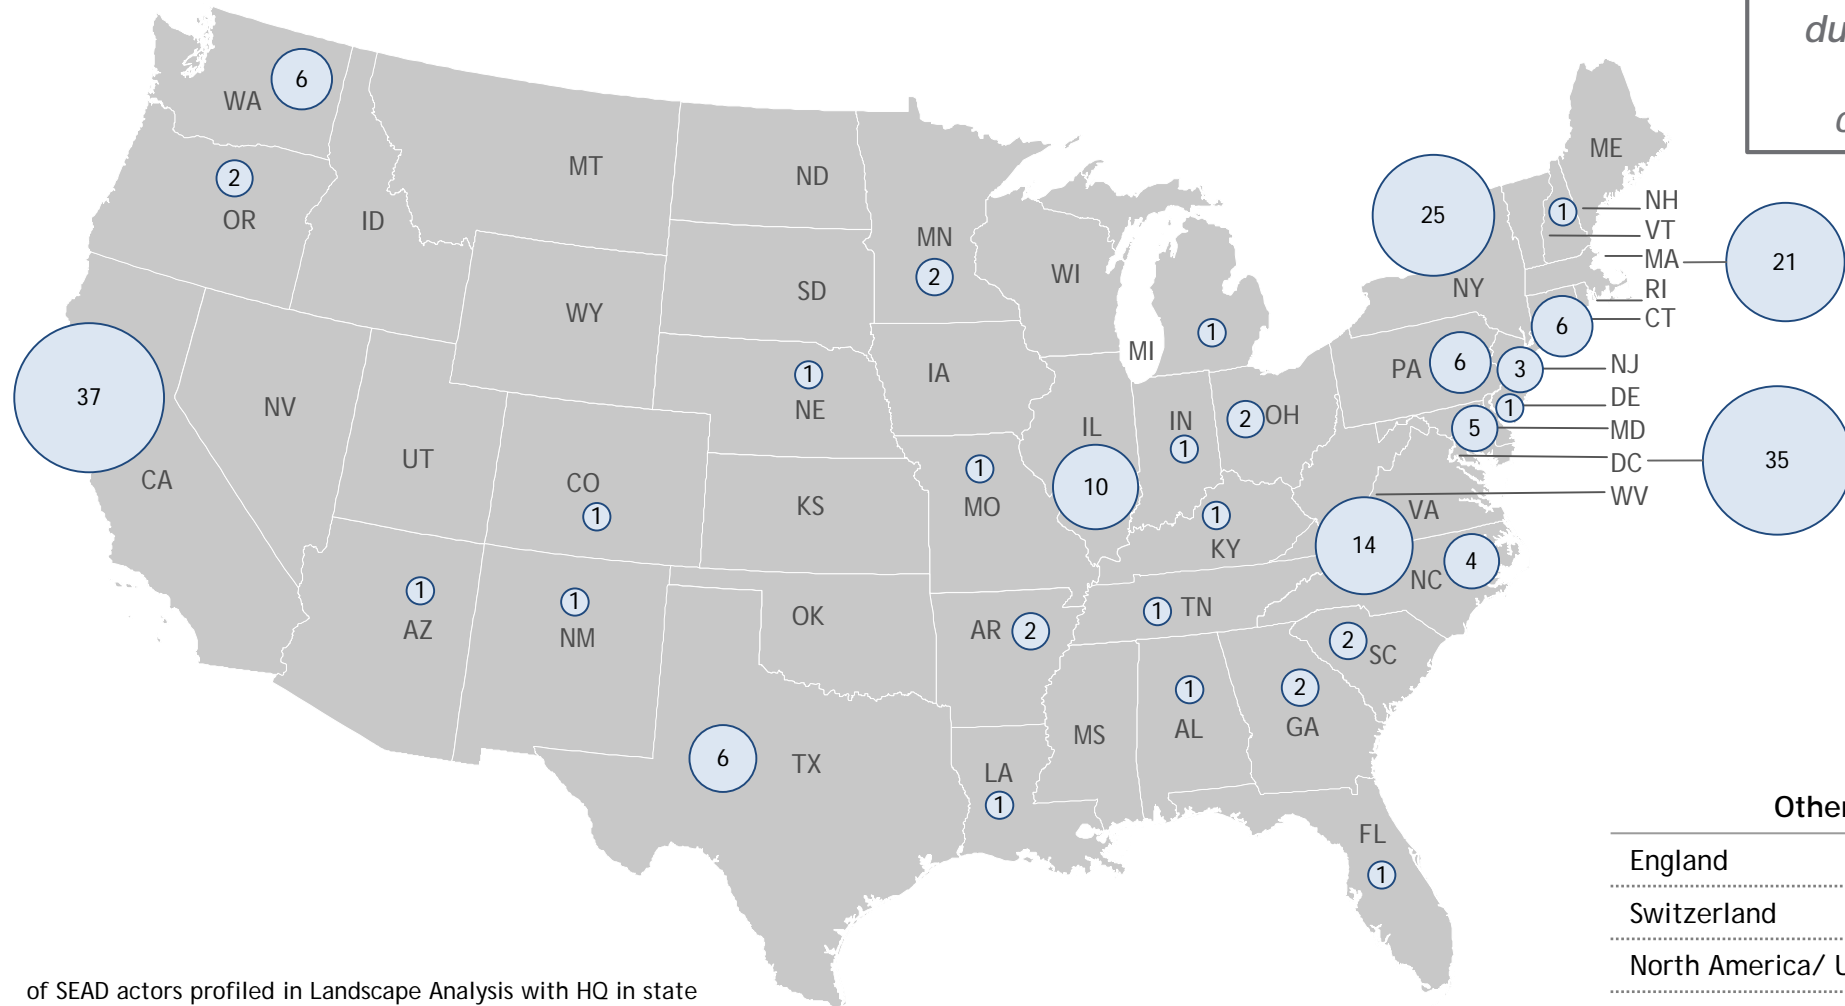 du
c
WA
6
OR
2
ID
MT
ND
MN
2
WI
SD
WY
NE
1
IA
MI
1
NV
UT
CO
1
KS
MO
1
IL
10
IN
1
OH
2
KY
1
CA
37
AZ
1
NM
1
OK
AR
2
TN
1
MS
AL
1
GA
2
SC
2
NC
4
VA
14
TX
6
LA
1
FL
1
ME
NY
25
1
NH
VT
MA
21
RI
6
CT
PA
6
3
NJ
1
DE
5
MD
DC
35
WV
Other
England
Switzerland
North America/ U
of SEAD actors profiled in Landscape Analysis with HQ in state